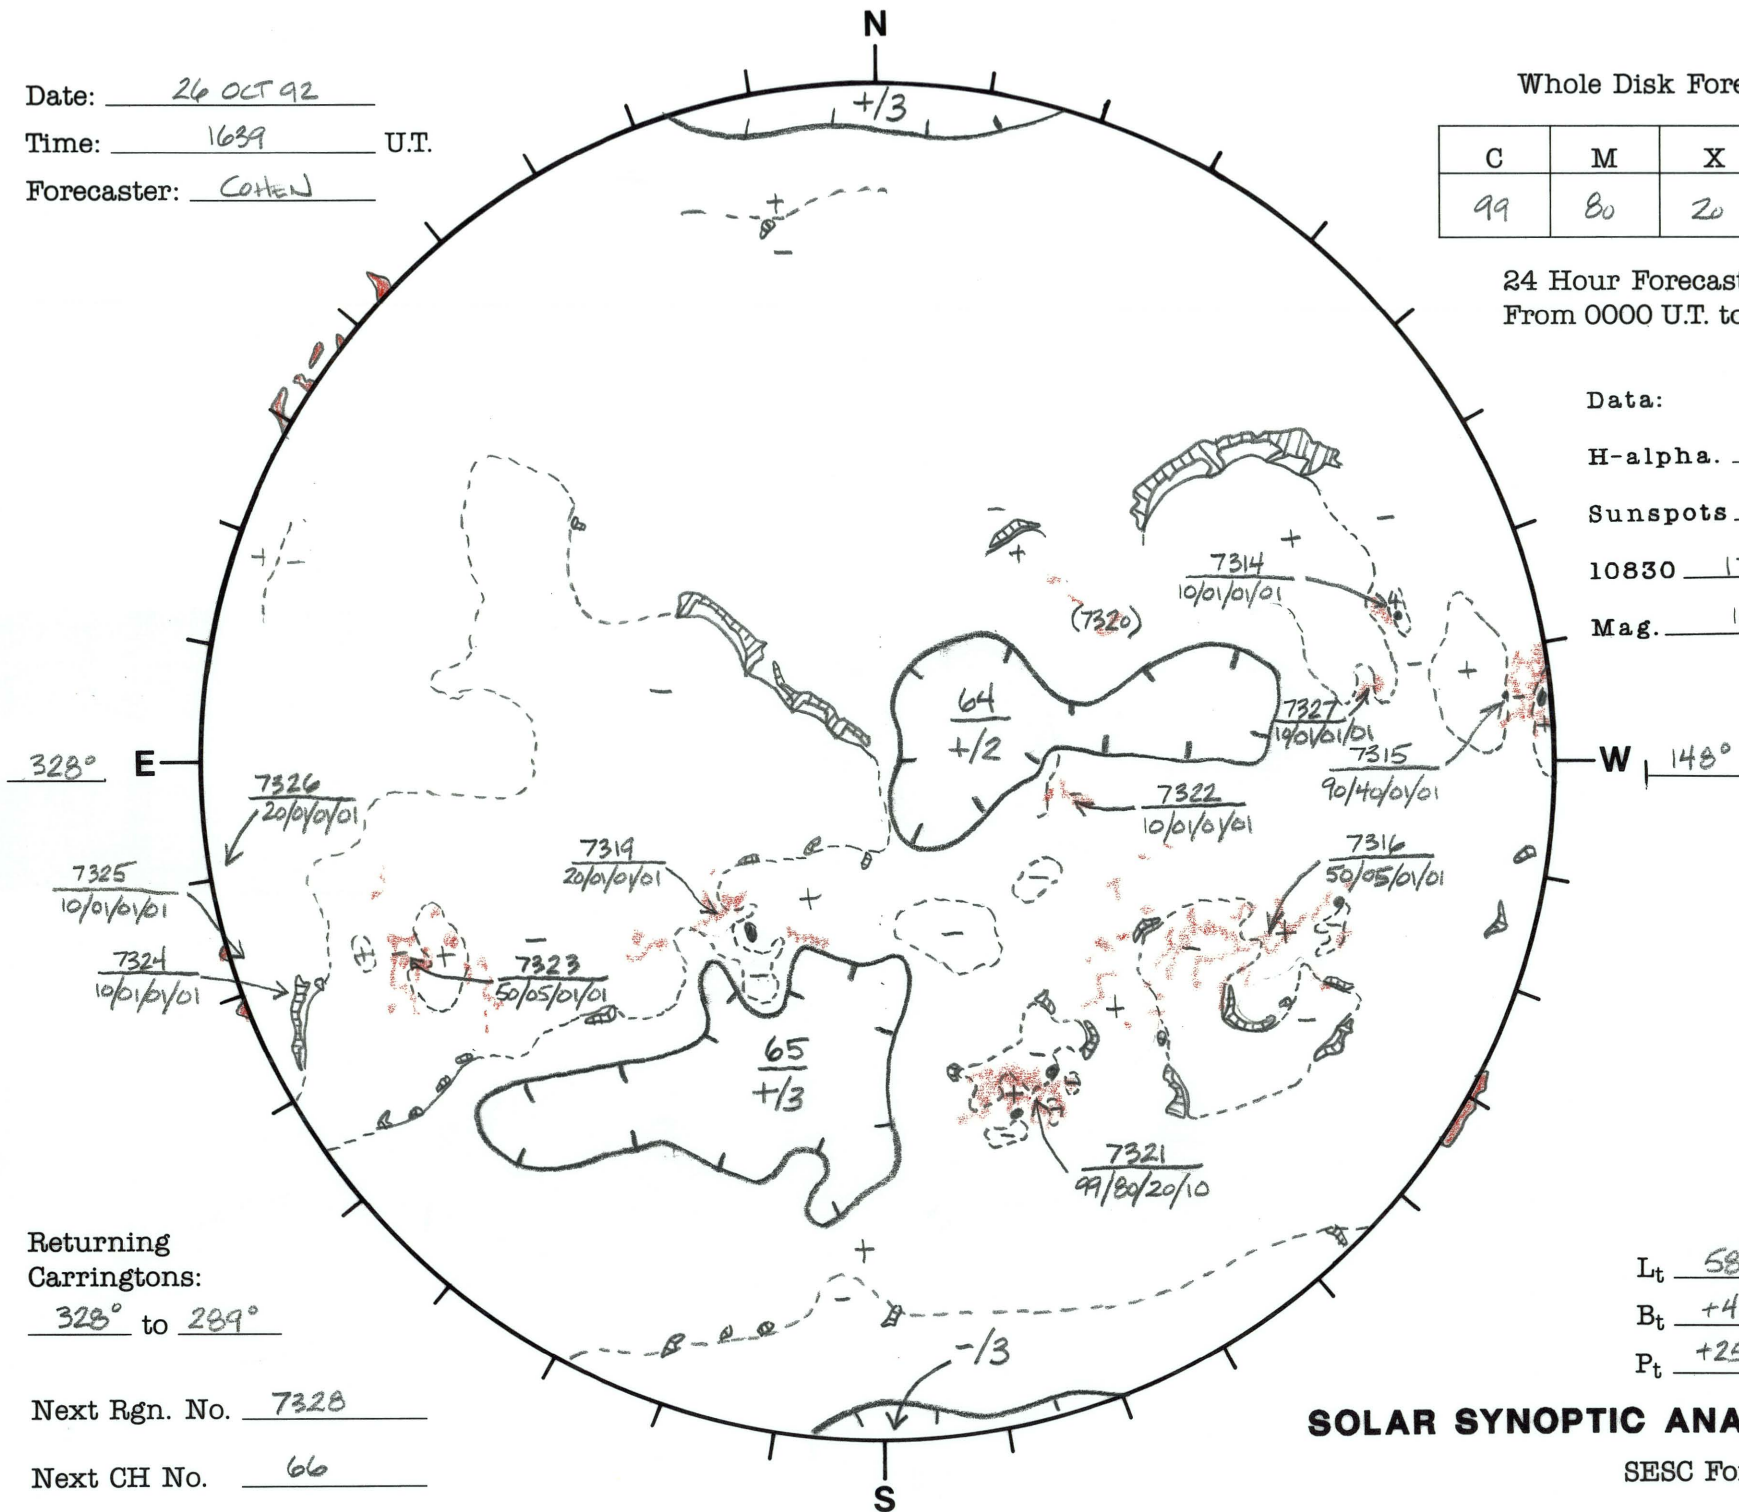 N
Date: 26 OCT 92
Time: 1639 U.T.
Forecaster: COHEN
Whole Disk Fore
C M X
99 80 20
24 Hour Forecast
From 0000 U.T. to
Data:
H-alpha.
Sunspots
10830
Mag.
+/3
+
-
-
+
+ -
-
+
7314
10/01/01/01
(7320)
-
64
+/2
7327
10/01/01/01
7315
90/40/01/01
- +
328° E
W 148°
7326
20/01/01/01
7322
10/01/01/01
7319
20/01/01/01
7316
50/05/01/01
7325
10/01/01/01
7324
10/01/01/01
7323
50/05/01/01
65
+/3
7321
99/80/20/10
+
-
-/3
Returning
Carringtons:
328° to 289°
Next Rgn. No. 7328
Next CH No. 66
Lt 58
Bt +4
Pt +25
SOLAR SYNOPTIC ANA
SESC Fo
S